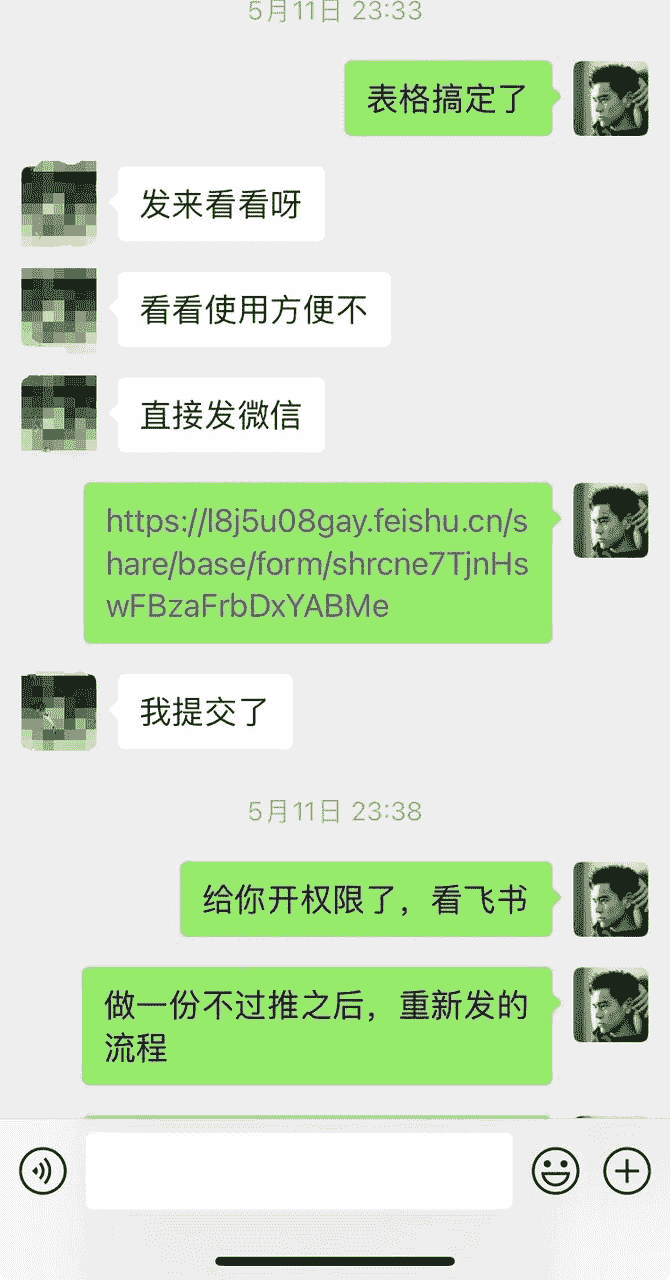 5月11日 23:33
表格搞定了
发来看看呀
看看使用方便不
直接发微信
https://l8j5u08gay.feishu.cn/s
hare/base/form/shrcne7TjnHs
wFBzaFrbDxYABMe
我提交了
5月11日 23:38
给你开权限了，看飞书
做一份不过推之后，重新发的
流程